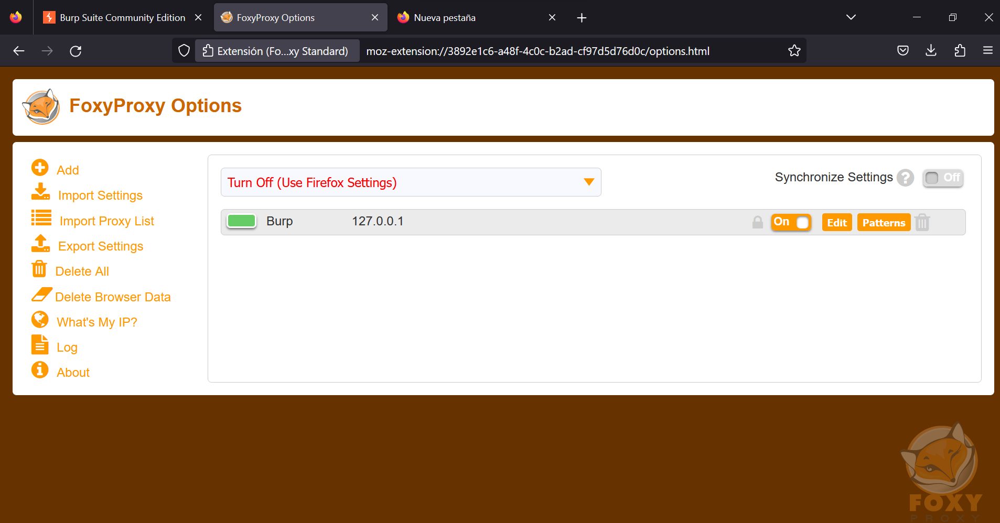 Burp Suite Community Edition
FoxyProxy Options
Nueva pestaña
Extensión (Fo...xy Standard)
moz-extension://3892e1c6-a48f-4c0c-b2ad-cf97d5d76d0c/options.html
FoxyProxy Options
Add
Import Settings
Import Proxy List
Export Settings
Delete All
Delete Browser Data
What's My IP?
Log
About
Turn Off (Use Firefox Settings)
Synchronize Settings ? Off
Burp 127.0.0.1 On Edit Patterns
FOXY
PROXY